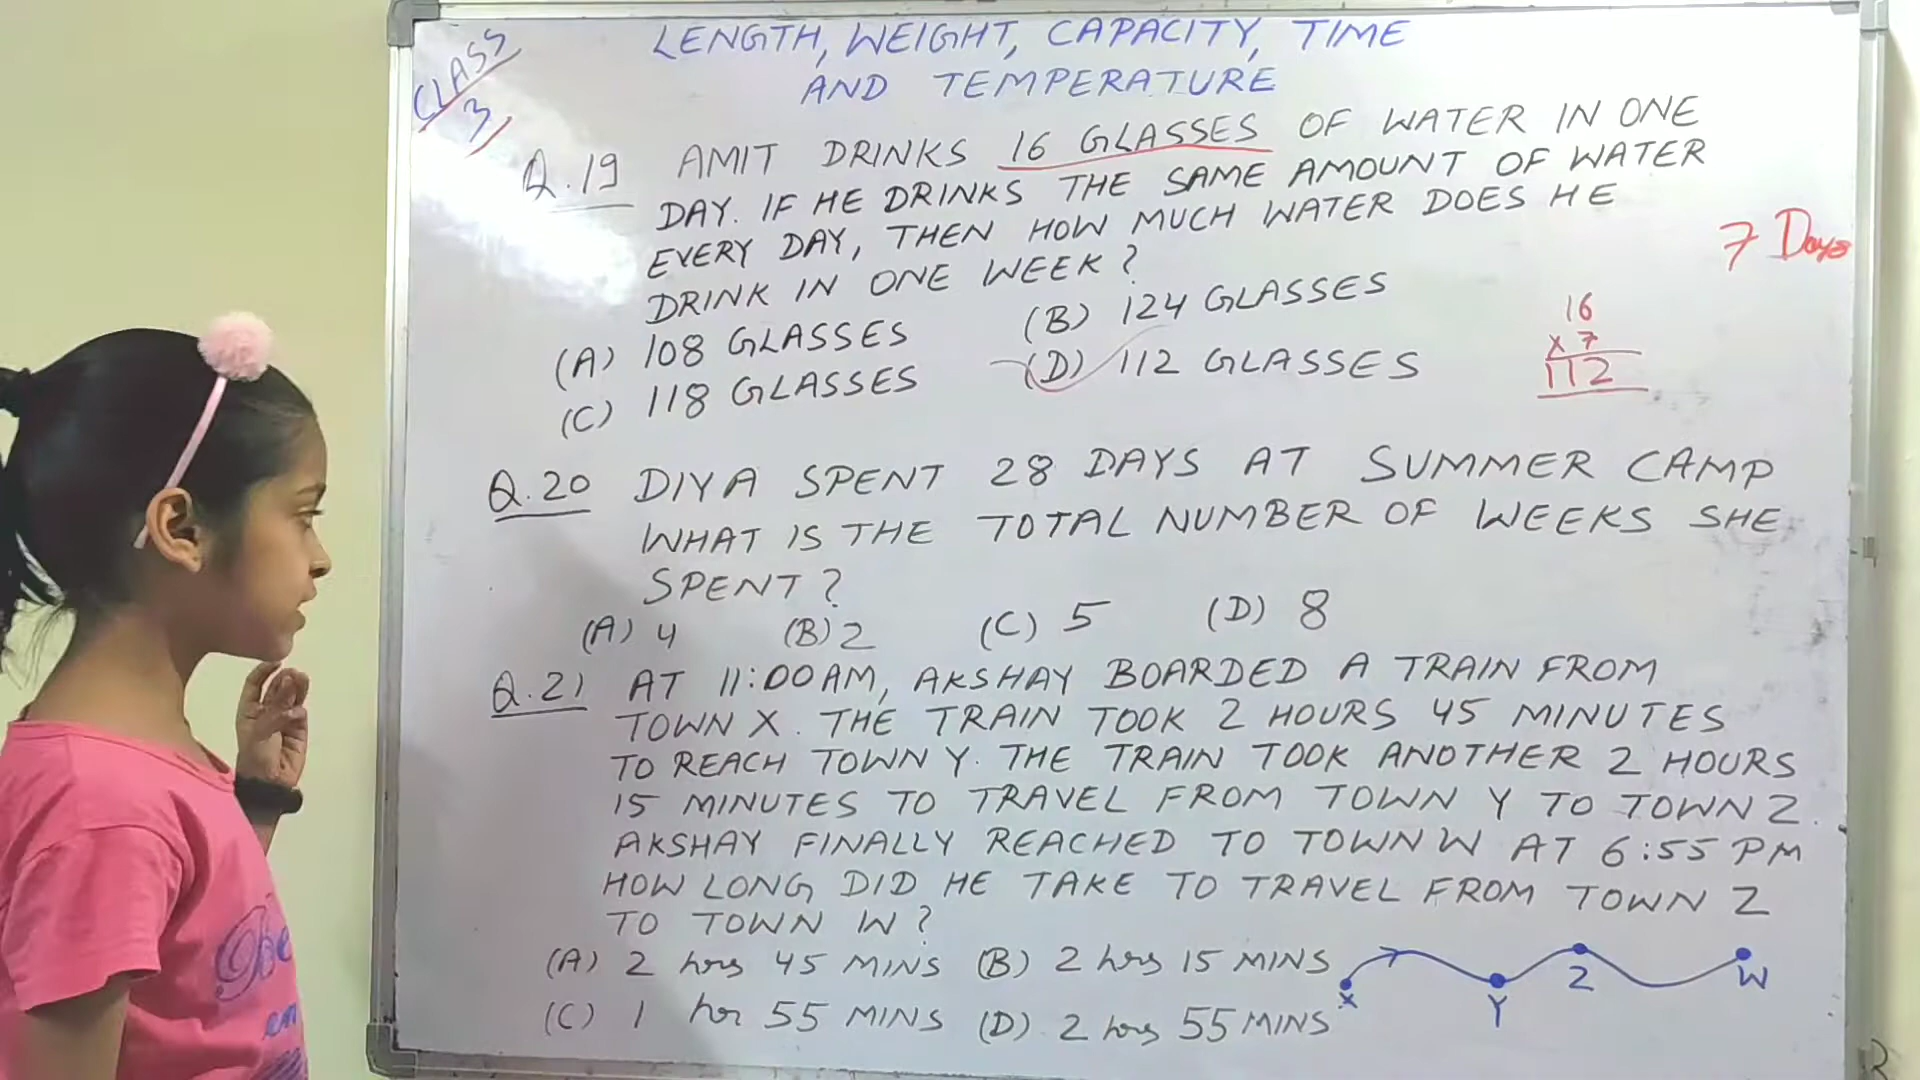 CLASS
3
LENGTH, WEIGHT, CAPACITY, TIME
AND TEMPERATURE
Q.19 AMIT DRINKS 16 GLASSES OF WATER IN ONE
DAY. IF HE DRINKS THE SAME AMOUNT OF WATER
EVERY DAY, THEN HOW MUCH WATER DOES HE
DRINK IN ONE WEEK?
7 Days
(A) 108 GLASSES (B) 124 GLASSES
(C) 118 GLASSES (D) 112 GLASSES
16
x 7
112
Q.20 DIYA SPENT 28 DAYS AT SUMMER CAMP
WHAT IS THE TOTAL NUMBER OF WEEKS SHE
SPENT?
(A) 4 (B) 2 (C) 5 (D) 8
Q.21 AT 11:00AM, AKSHAY BOARDED A TRAIN FROM
TOWN X. THE TRAIN TOOK 2 HOURS 45 MINUTES
TO REACH TOWN Y. THE TRAIN TOOK ANOTHER 2 HOURS
15 MINUTES TO TRAVEL FROM TOWN Y TO TOWN Z.
AKSHAY FINALLY REACHED TO TOWN W AT 6:55 PM
HOW LONG DID HE TAKE TO TRAVEL FROM TOWN Z
TO TOWN W?
(A) 2 hrs 45 MINS (B) 2 hrs 15 MINS
(C) 1 hr 55 MINS (D) 2 hrs 55 MINS
X Y Z W
Be